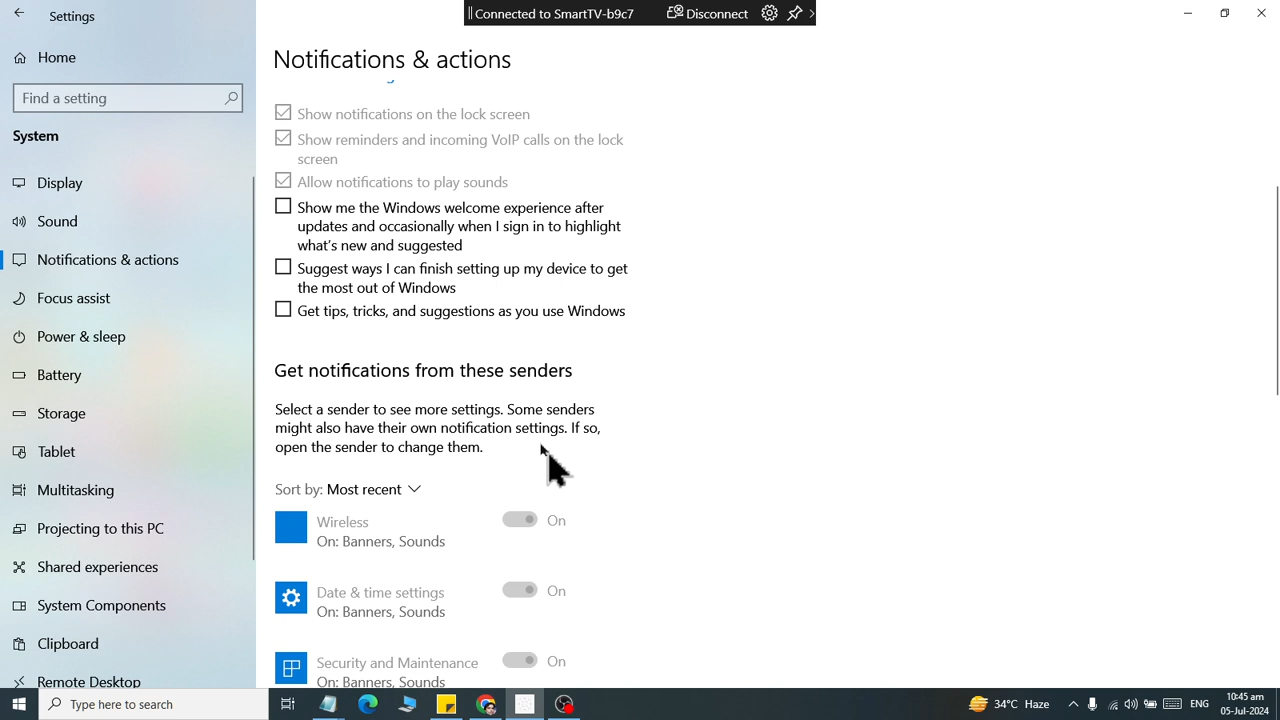 Settings
Connected to SmartTV-b9c7
Disconnect
Home
Find a setting
System
Display
Sound
Notifications & actions
Focus assist
Power & sleep
Battery
Storage
Tablet
Multitasking
Projecting to this PC
Shared experiences
System Components
Clipboard
Remote Desktop
Notifications & actions
Show notifications on the lock screen
Show reminders and incoming VoIP calls on the lock
screen
Allow notifications to play sounds
Show me the Windows welcome experience after
updates and occasionally when I sign in to highlight
what's new and suggested
Suggest ways I can finish setting up my device to get
the most out of Windows
Get tips, tricks, and suggestions as you use Windows
Get notifications from these senders
Select a sender to see more settings. Some senders
might also have their own notification settings. If so,
open the sender to change them.
Sort by: Most recent
Wireless
On
On: Banners, Sounds
Date & time settings
On
On: Banners, Sounds
Security and Maintenance
On
On: Banners, Sounds
Type here to search
34°C Haze
ENG
10:45 am
05-Jul-2024